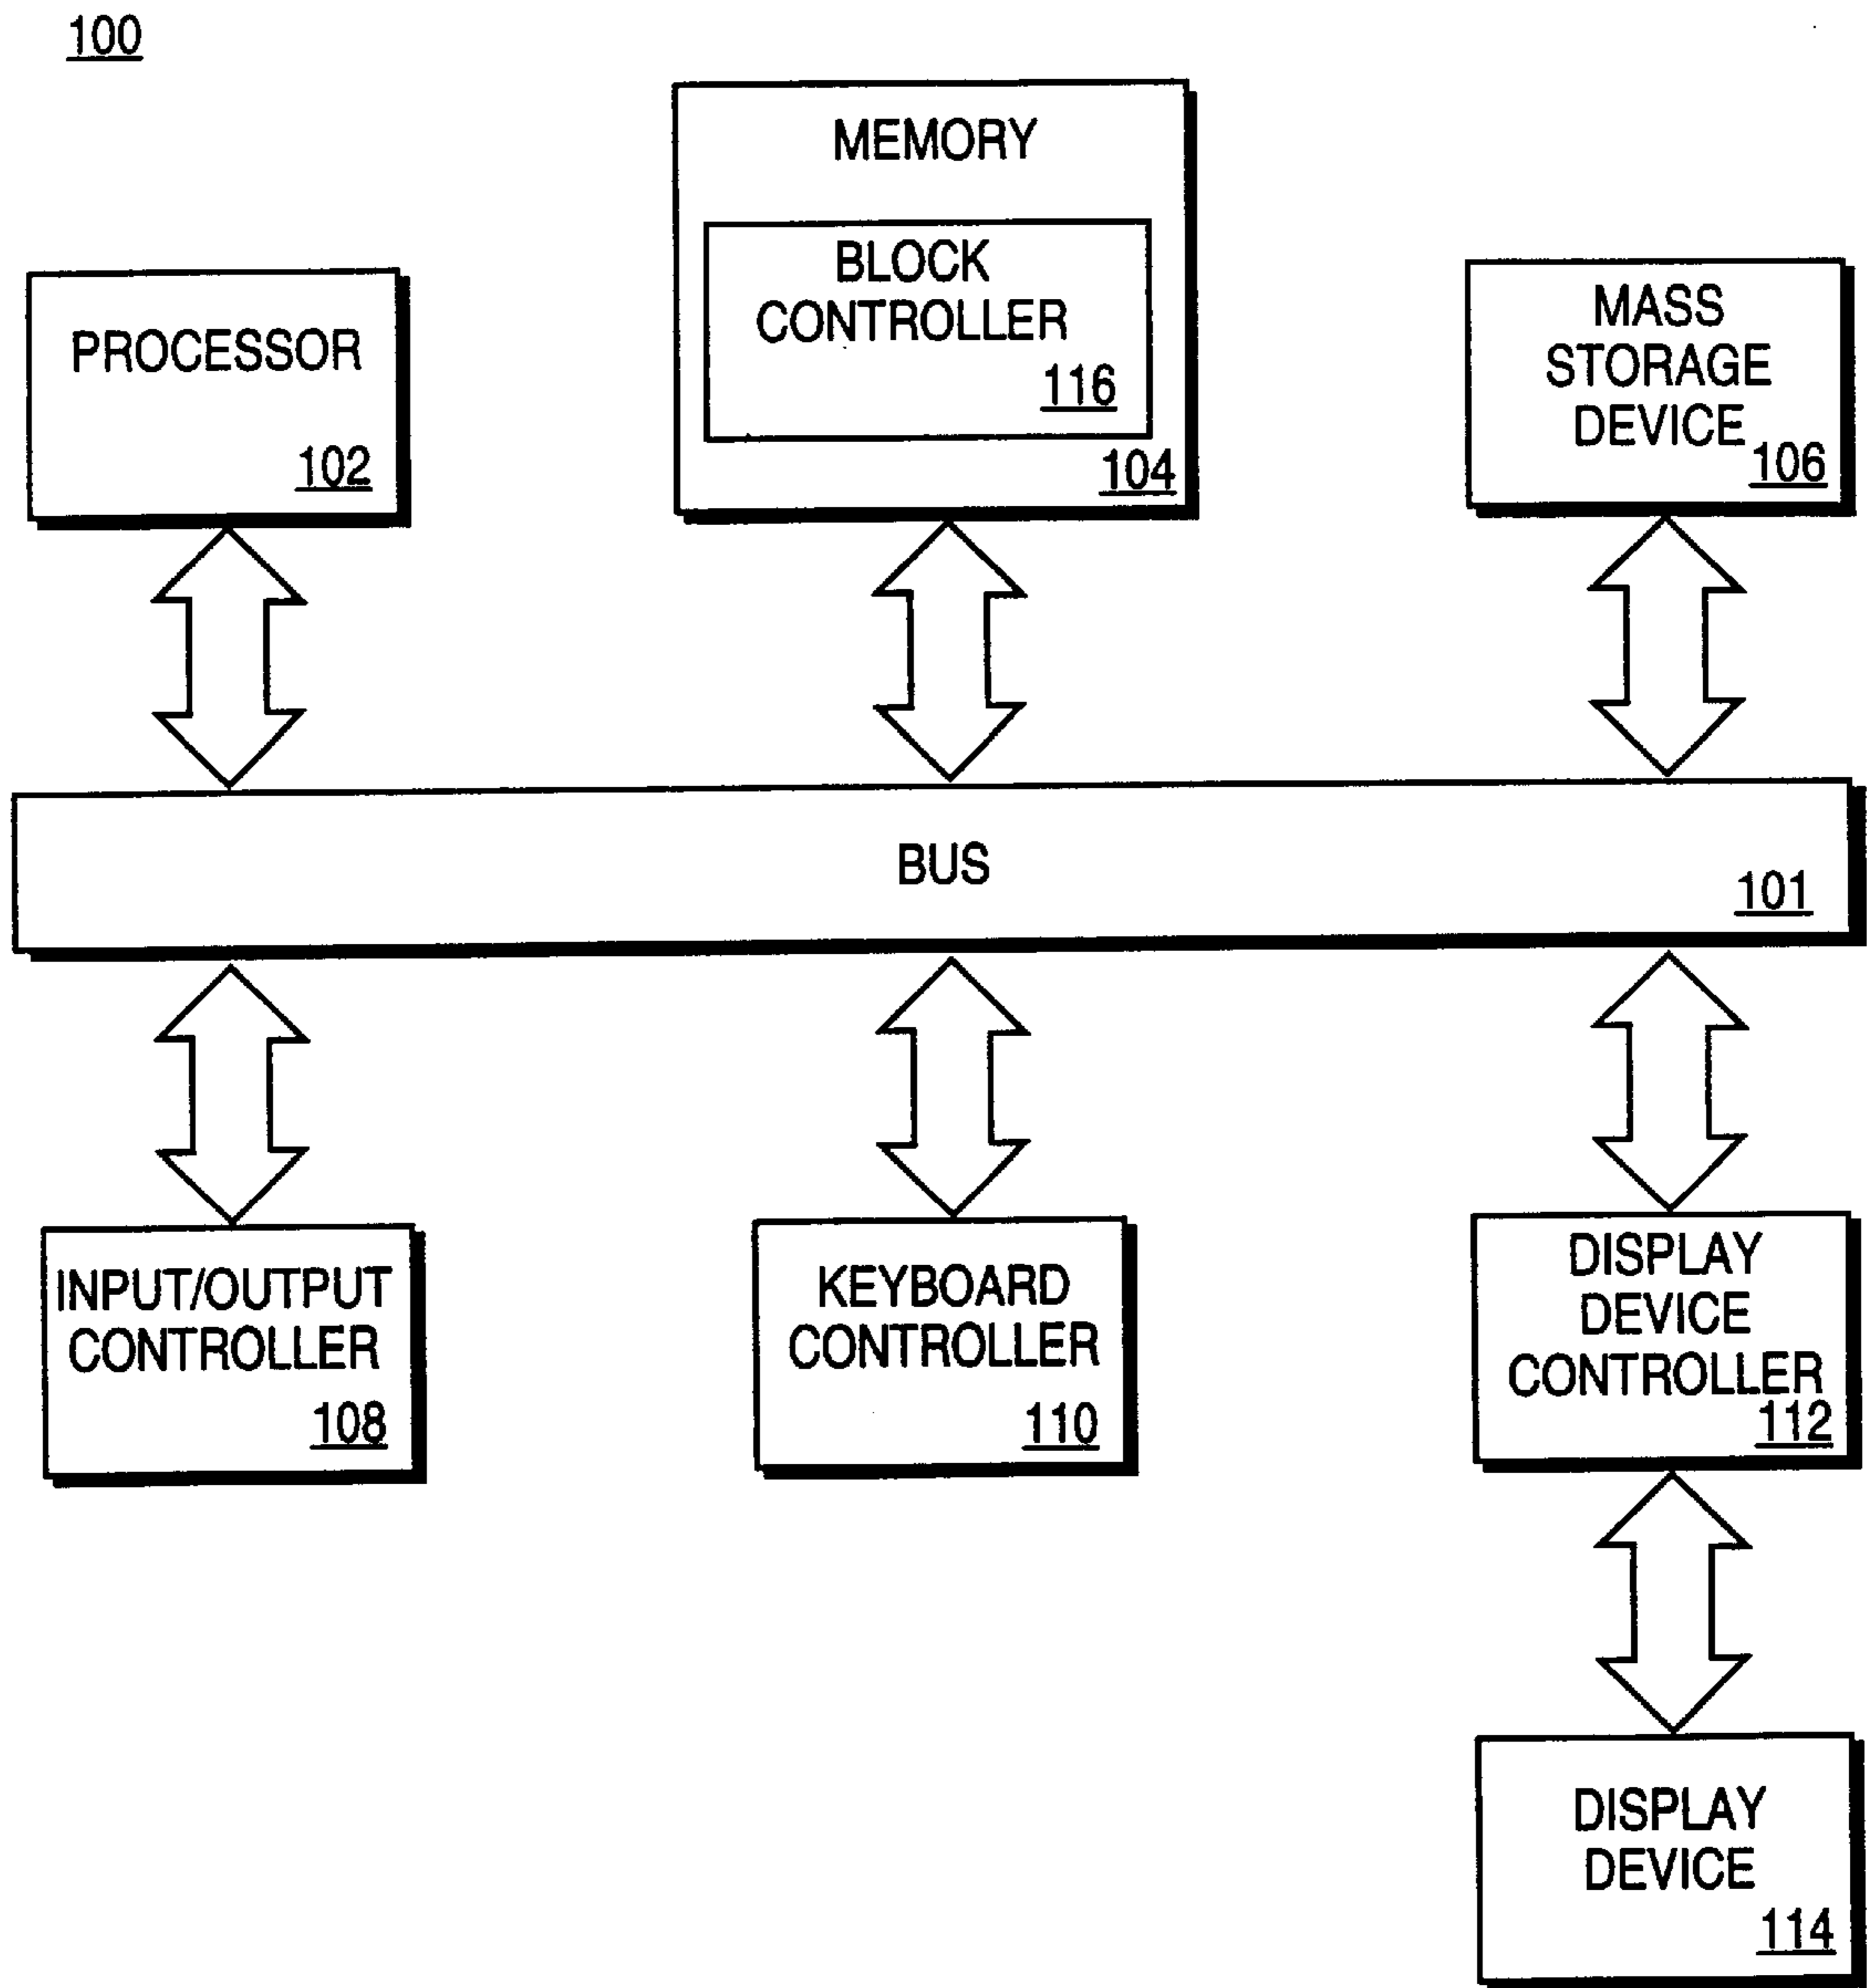 100
MEMORY
BLOCK
CONTROLLER
116
104
PROCESSOR
102
MASS
STORAGE
DEVICE
106
BUS
101
INPUT/OUTPUT
CONTROLLER
108
KEYBOARD
CONTROLLER
110
DISPLAY
DEVICE
CONTROLLER
112
DISPLAY
DEVICE
114